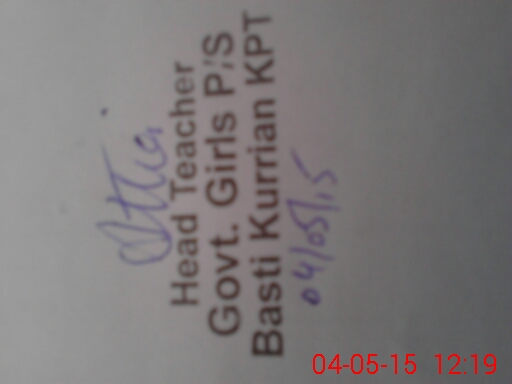 Head Teacher
Govt. Girls P/S
Basti Kurrian KPT
04/05/15
04-05-15 12:19